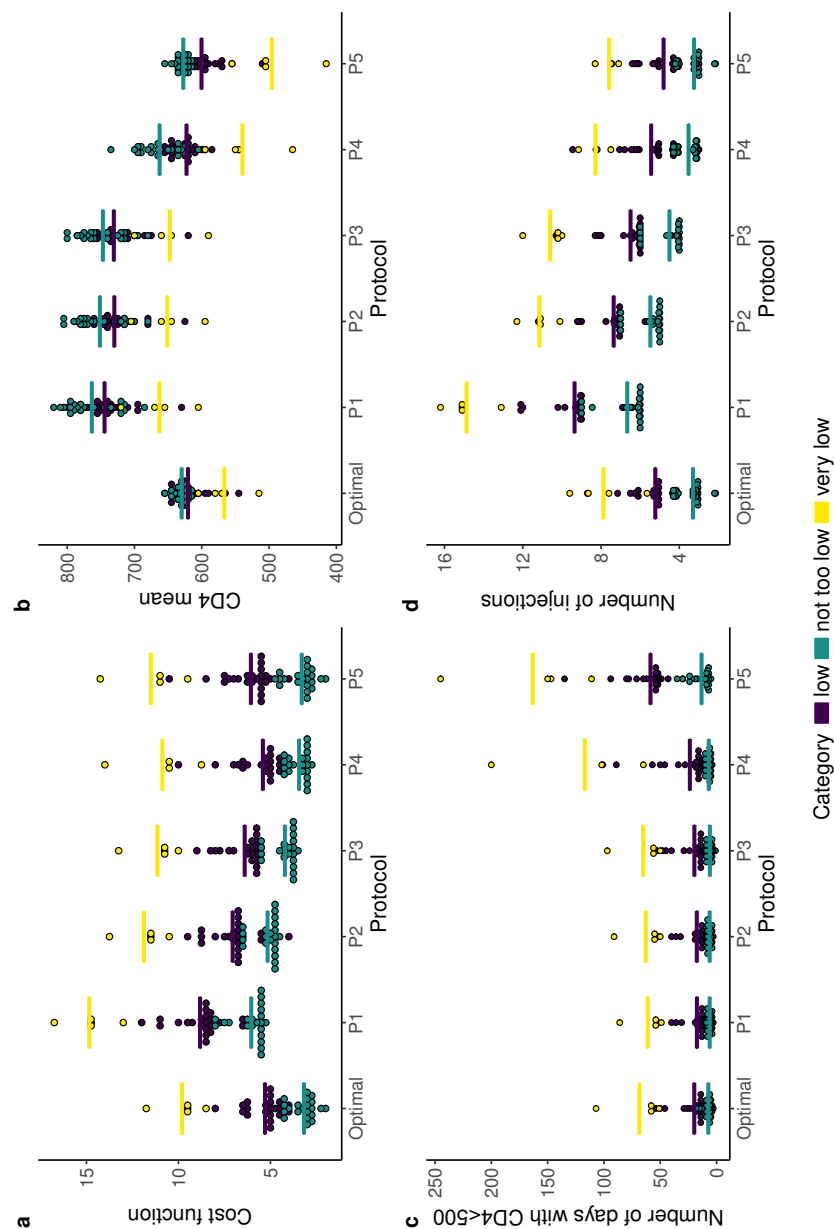 a
Cost function
15
10
5
Optimal P1 P2 P3 P4 P5
Protocol
b
CD4 mean
800
700
600
500
400
Optimal P1 P2 P3 P4 P5
Protocol
c
Number of days with CD4<500
250
200
150
100
50
0
Optimal P1 P2 P3 P4 P5
Protocol
d
Number of injections
16
12
8
4
Optimal P1 P2 P3 P4 P5
Protocol
Category low not too low very low